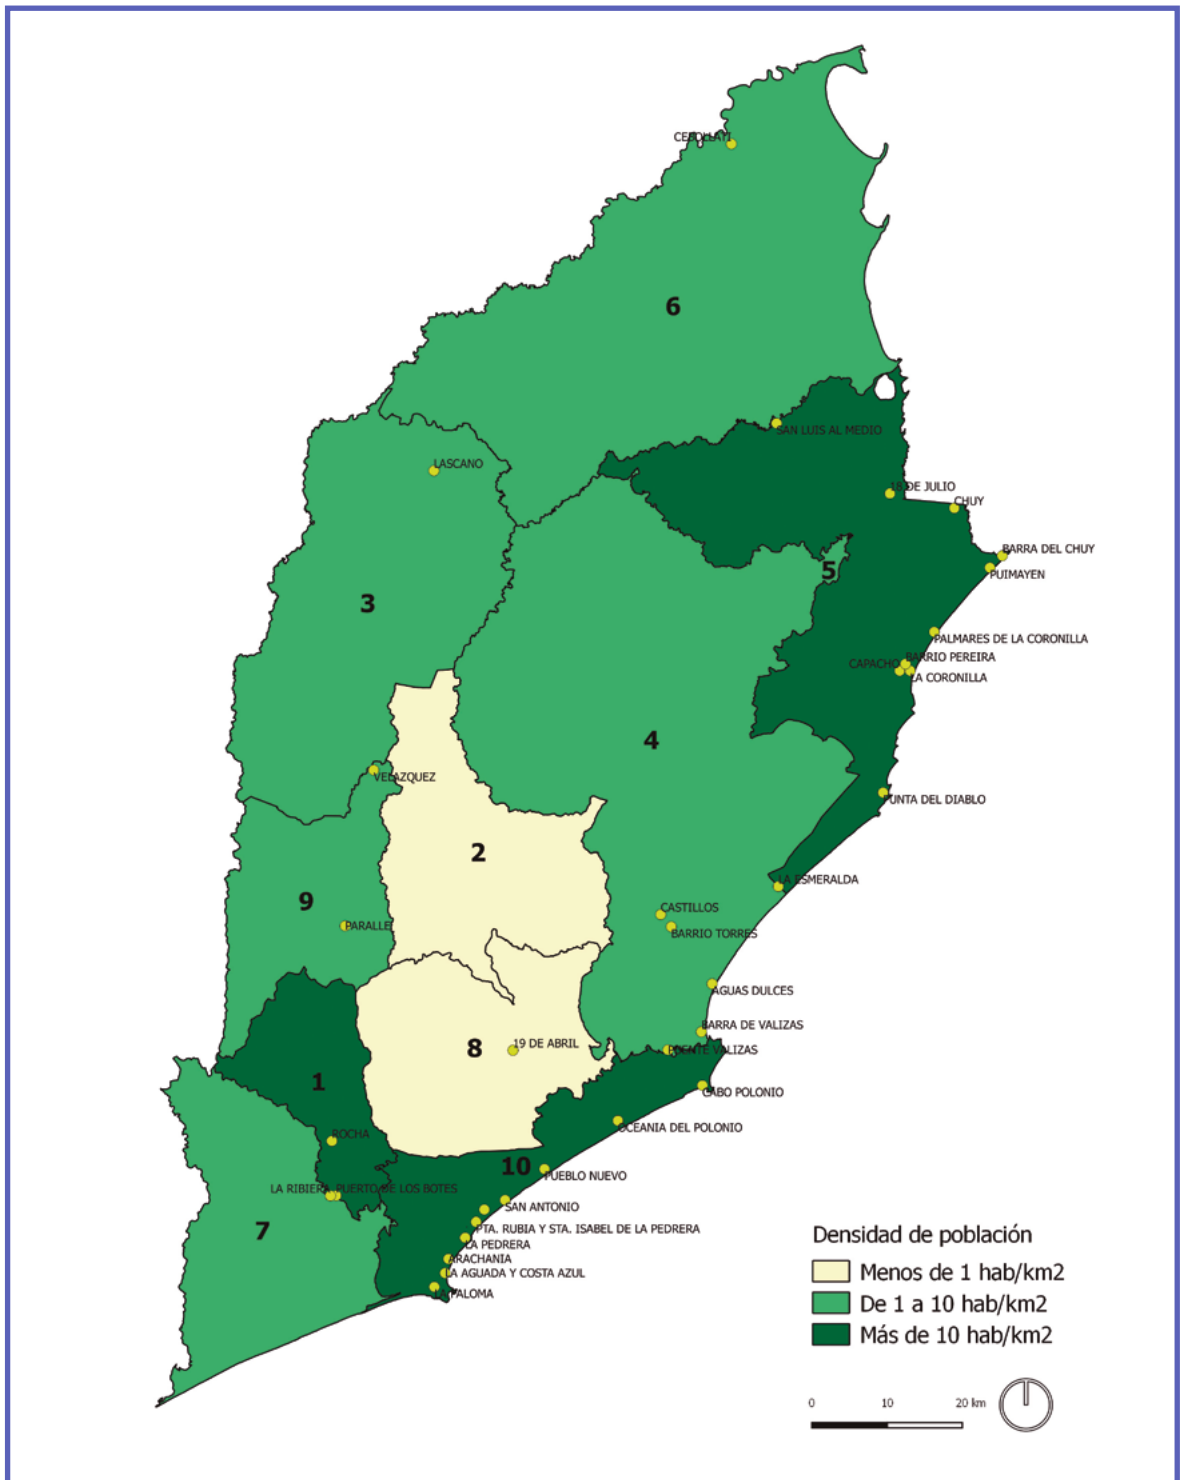 CEBOLLATI
6
SAN LUIS AL MEDIO
LASCANO
18 DE JULIO
CHUY
BARRA DEL CHUY
5
PUIMAYEN
3
PALMARES DE LA CORONILLA
BARRIO PEREIRA
CAPACHO
LA CORONILLA
4
VELAZQUEZ
PUNTA DEL DIABLO
2
LA ESMERALDA
9
CASTILLOS
PARALLE
BARRIO TORRES
AGUAS DULCES
BARRA DE VALIZAS
8
19 DE ABRIL
PUENTE VALIZAS
1
CABO POLONIO
OCEANIA DEL POLONIO
ROCHA
10
PUEBLO NUEVO
LA RIBIERA
PUERTO DE LOS BOTES
SAN ANTONIO
7
PTA. RUBIA Y STA. ISABEL DE LA PEDRERA
LA PEDRERA
ARACHANIA
LA AGUADA Y COSTA AZUL
LA PALOMA
Densidad de población
Menos de 1 hab/km2
De 1 a 10 hab/km2
Más de 10 hab/km2
0 10 20 km